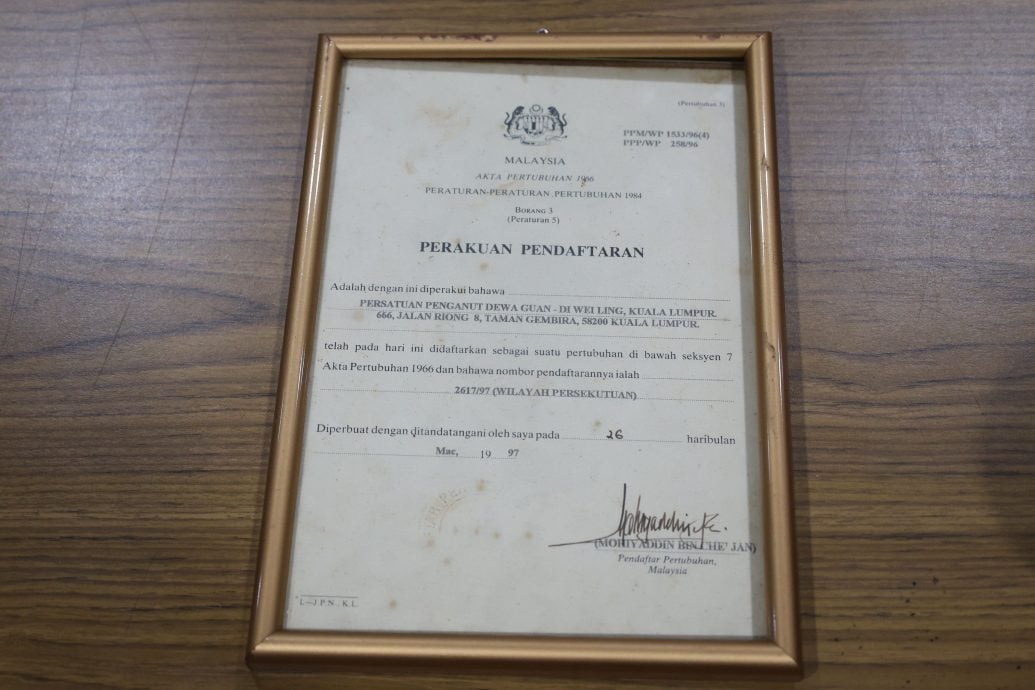 (Pertubuhan 3)
PPM/WP 1533/96(4)
PPP/WP 258/96
MALAYSIA
AKTA PERTUBUHAN 1966
PERATURAN-PERATURAN PERTUBUHAN 1984
BORANG 3
(Peraturan 5)
PERAKUAN PENDAFTARAN
Adalah dengan ini diperakui bahawa
PERSATUAN PENGANUT DEWA GUAN - DI WEI LING, KUALA LUMPUR.
666, JALAN RIONG 8, TAMAN GEMBIRA, 58200 KUALA LUMPUR.
telah pada hari ini didaftarkan sebagai suatu pertubuhan di bawah seksyen 7
Akta Pertubuhan 1966 dan bahawa nombor pendaftarannya ialah
2617/97 (WILAYAH PERSEKUTUAN)
Diperbuat dengan ditandatangani oleh saya pada 26 haribulan
Mac, 19 97
(MOHIYADDIN BIN CHE' JAN)
Pendaftar Pertubuhan,
Malaysia
L—J.P.N., K.L.